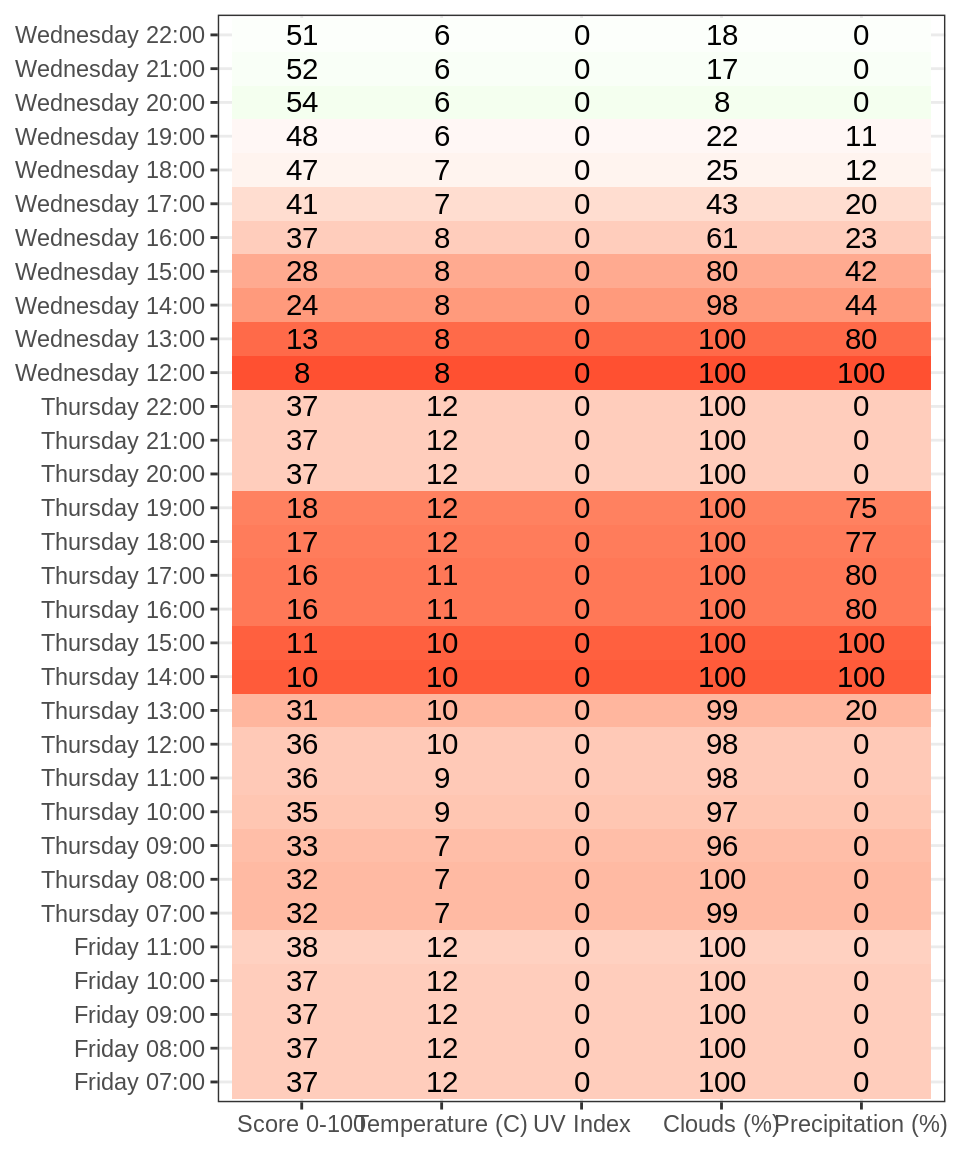 Wednesday 22:00 51 6 0 18 0
Wednesday 21:00 52 6 0 17 0
Wednesday 20:00 54 6 0 8 0
Wednesday 19:00 48 6 0 22 11
Wednesday 18:00 47 7 0 25 12
Wednesday 17:00 41 7 0 43 20
Wednesday 16:00 37 8 0 61 23
Wednesday 15:00 28 8 0 80 42
Wednesday 14:00 24 8 0 98 44
Wednesday 13:00 13 8 0 100 80
Wednesday 12:00 8 8 0 100 100
Thursday 22:00 37 12 0 100 0
Thursday 21:00 37 12 0 100 0
Thursday 20:00 37 12 0 100 0
Thursday 19:00 18 12 0 100 75
Thursday 18:00 17 12 0 100 77
Thursday 17:00 16 11 0 100 80
Thursday 16:00 16 11 0 100 80
Thursday 15:00 11 10 0 100 100
Thursday 14:00 10 10 0 100 100
Thursday 13:00 31 10 0 99 20
Thursday 12:00 36 10 0 98 0
Thursday 11:00 36 9 0 98 0
Thursday 10:00 35 9 0 97 0
Thursday 09:00 33 7 0 96 0
Thursday 08:00 32 7 0 100 0
Thursday 07:00 32 7 0 99 0
Friday 11:00 38 12 0 100 0
Friday 10:00 37 12 0 100 0
Friday 09:00 37 12 0 100 0
Friday 08:00 37 12 0 100 0
Friday 07:00 37 12 0 100 0
Score 0-100 Temperature (C) UV Index Clouds (%) Precipitation (%)